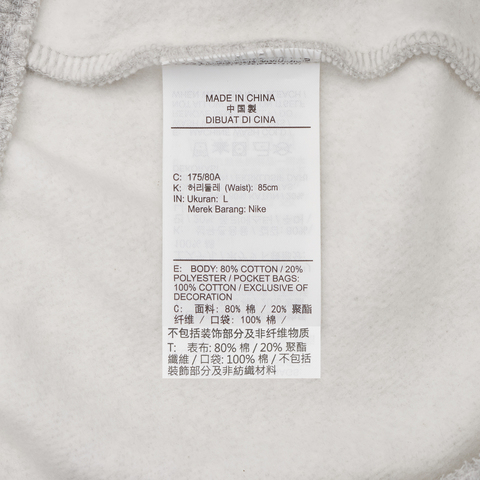 MADE IN CHINA
中国製
DIBUAT DI CINA
C: 175/80A
K: 허리둘레 (Waist): 85cm
IN: Ukuran: L
Merek Barang: Nike
E: BODY: 80% COTTON / 20%
POLYESTER / POCKET BAGS:
100% COTTON / EXCLUSIVE OF
DECORATION
C: 面料: 80% 棉 / 20% 聚酯
纤维 / 口袋: 100% 棉 /
不包括装饰部分及非纤维物质
T: 表布: 80% 棉 / 20% 聚酯
纖維 / 口袋: 100% 棉 / 不包括
裝飾部分及非紡織材料